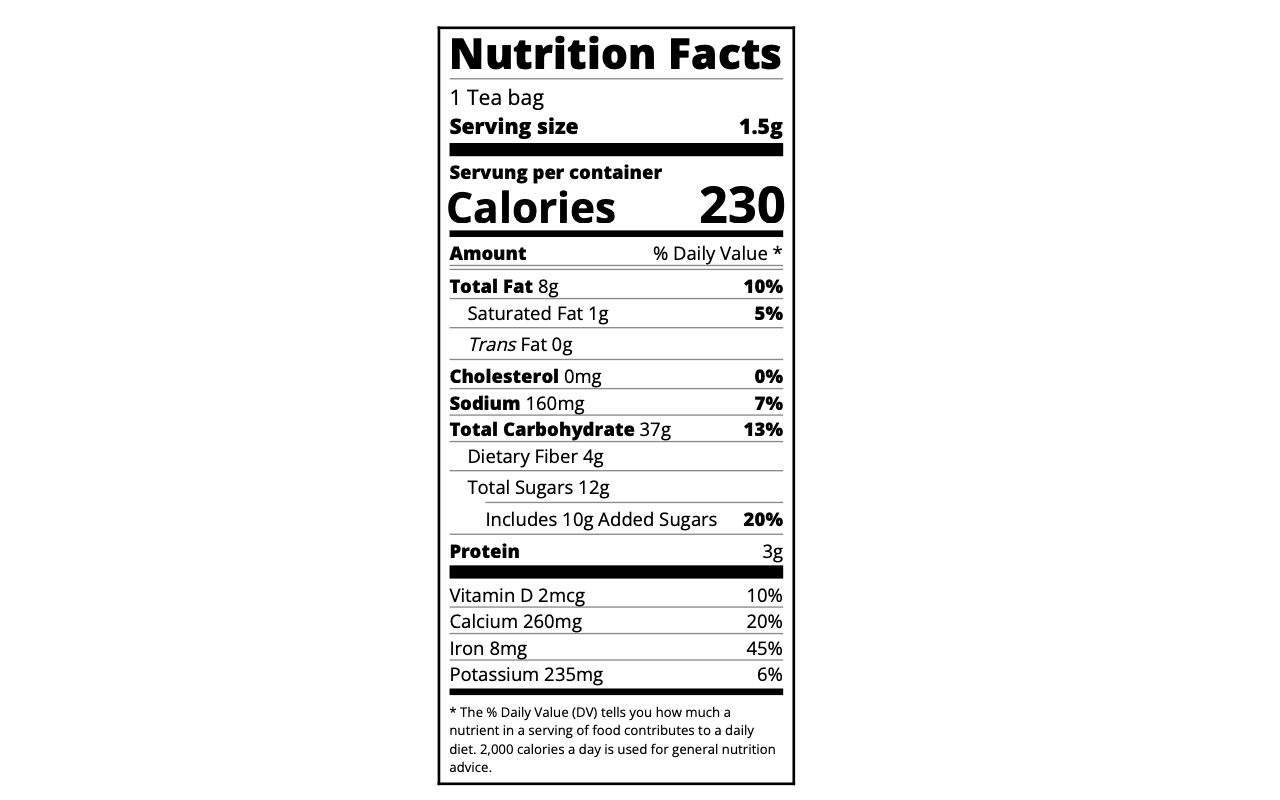 Nutrition Facts
1 Tea bag
Serving size 1.5g
Servung per container
Calories 230
Amount % Daily Value *
Total Fat 8g 10%
Saturated Fat 1g 5%
Trans Fat 0g
Cholesterol 0mg 0%
Sodium 160mg 7%
Total Carbohydrate 37g 13%
Dietary Fiber 4g
Total Sugars 12g
Includes 10g Added Sugars 20%
Protein 3g
Vitamin D 2mcg 10%
Calcium 260mg 20%
Iron 8mg 45%
Potassium 235mg 6%
* The % Daily Value (DV) tells you how much a
nutrient in a serving of food contributes to a daily
diet. 2,000 calories a day is used for general nutrition
advice.